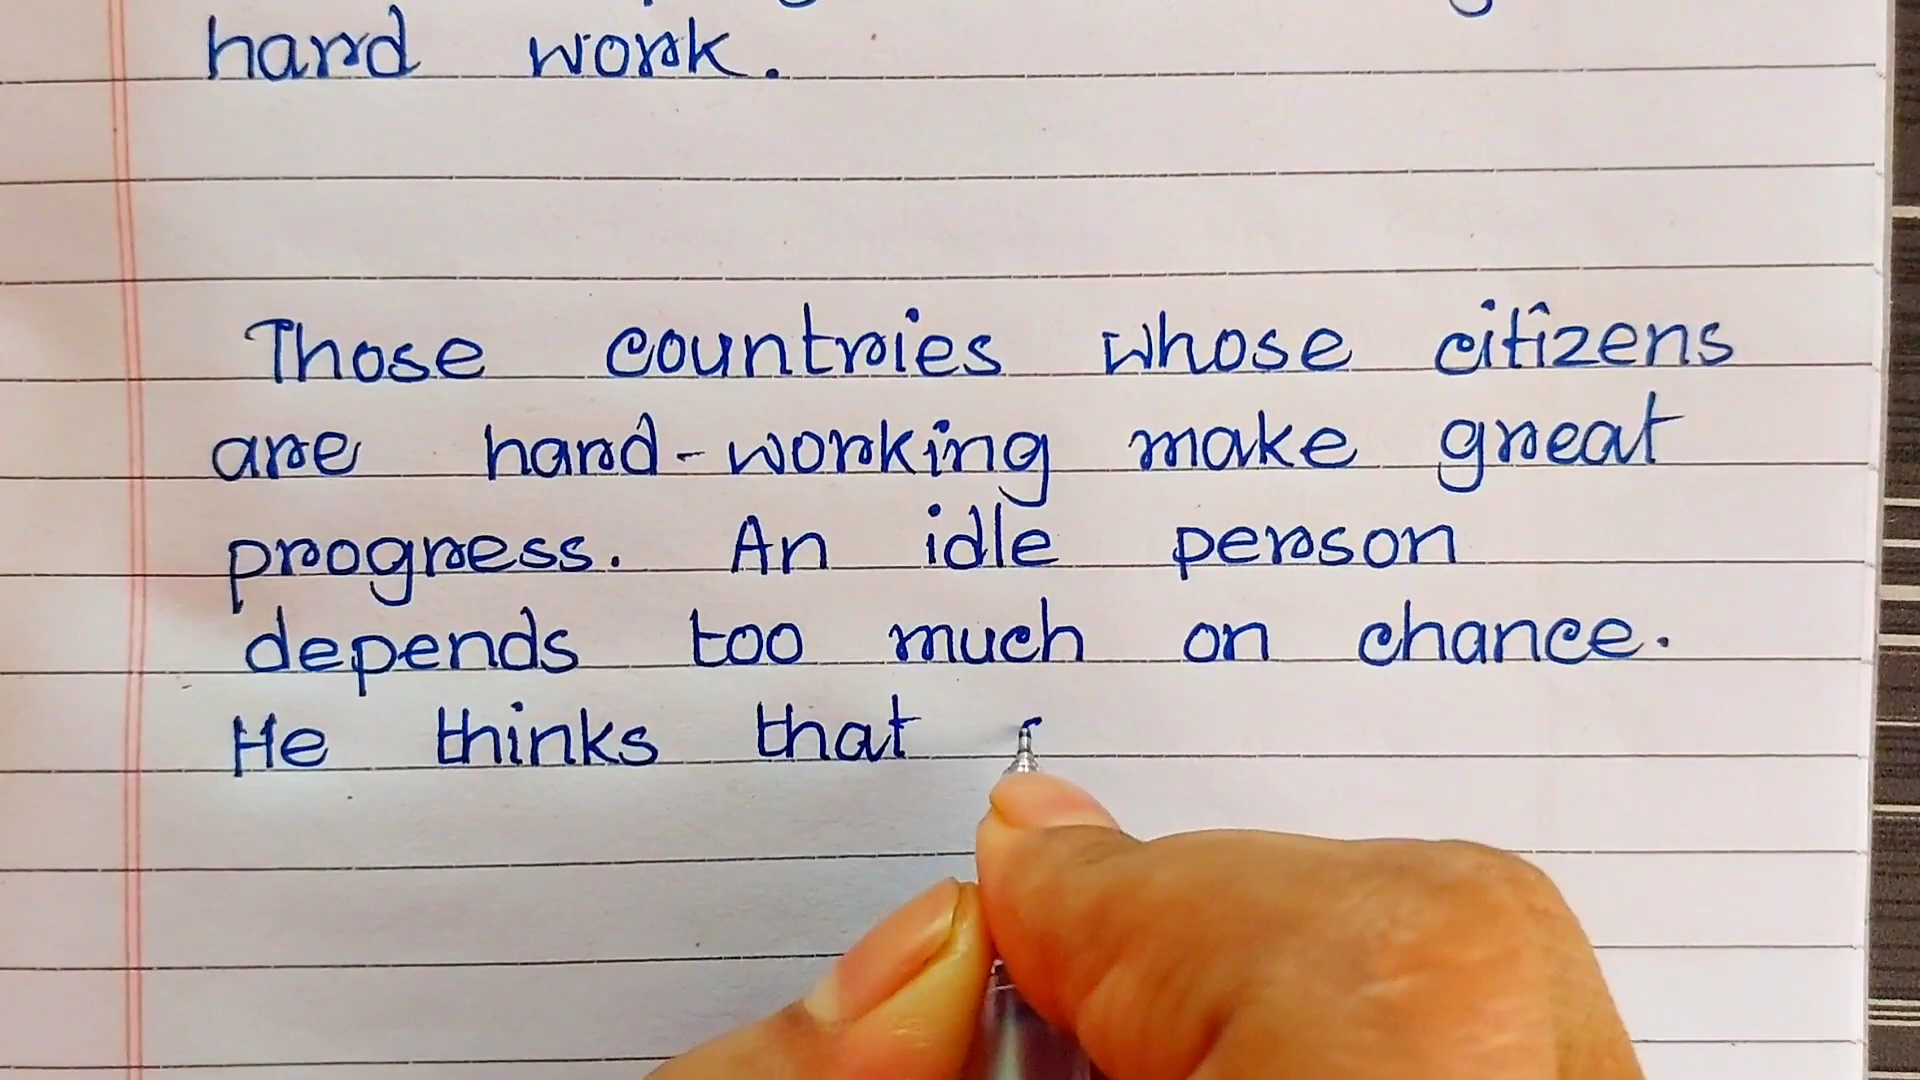 hard work.
Those countries whose citizens
are hard-working make great
progress. An idle person
depends too much on chance.
He thinks that